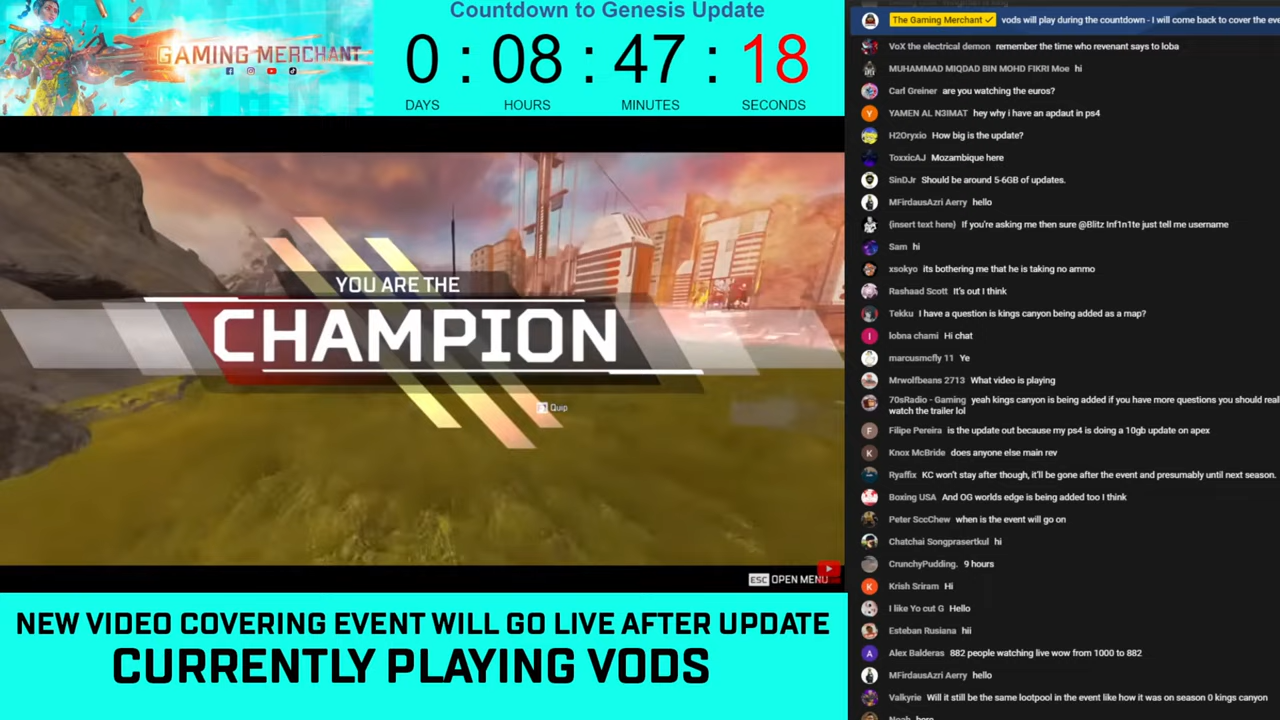 Countdown to Genesis Update
GAMING MERCHANT
0 : 08 : 47 : 18
DAYS HOURS MINUTES SECONDS
YOU ARE THE
CHAMPION
Quip
ESC OPEN MENU
NEW VIDEO COVERING EVENT WILL GO LIVE AFTER UPDATE
CURRENTLY PLAYING VODS
The Gaming Merchant vods will play during the countdown - I will come back to cover the eve
VoX the electrical demon remember the time who revenant says to loba
MUHAMMAD MIQDAD BIN MOHD FIKRI Moe hi
Carl Greiner are you watching the euros?
Y YAMEN AL N3IMAT hey why i have an apdaut in ps4
H2Oryxio How big is the update?
ToxxicAJ Mozambique here
SinDJr Should be around 5-6GB of updates.
MFirdausAzri Aerry hello
{insert text here} If you're asking me then sure @Blitz Inf1n1te just tell me username
Sam hi
xsokyo its bothering me that he is taking no ammo
Rashaad Scott It's out I think
Tekku I have a question is kings canyon being added as a map?
l lobna chami Hi chat
marcusmcfly 11 Ye
Mrwolfbeans 2713 What video is playing
70sRadio - Gaming yeah kings canyon is being added if you have more questions you should real
watch the trailer lol
F Filipe Pereira is the update out because my ps4 is doing a 10gb update on apex
K Knox McBride does anyone else main rev
Ryaffix KC won't stay after though, it'll be gone after the event and presumably until next season.
Boxing USA And OG worlds edge is being added too I think
Peter SccChew when is the event will go on
Chatchai Songprasertkul hi
CrunchyPudding. 9 hours
K Krish Sriram Hi
I like Yo cut G Hello
Esteban Rusiana hii
A Alex Balderas 882 people watching live wow from 1000 to 882
MFirdausAzri Aerry hello
Valkyrie Will it still be the same lootpool in the event like how it was on season 0 kings canyon
Noah here